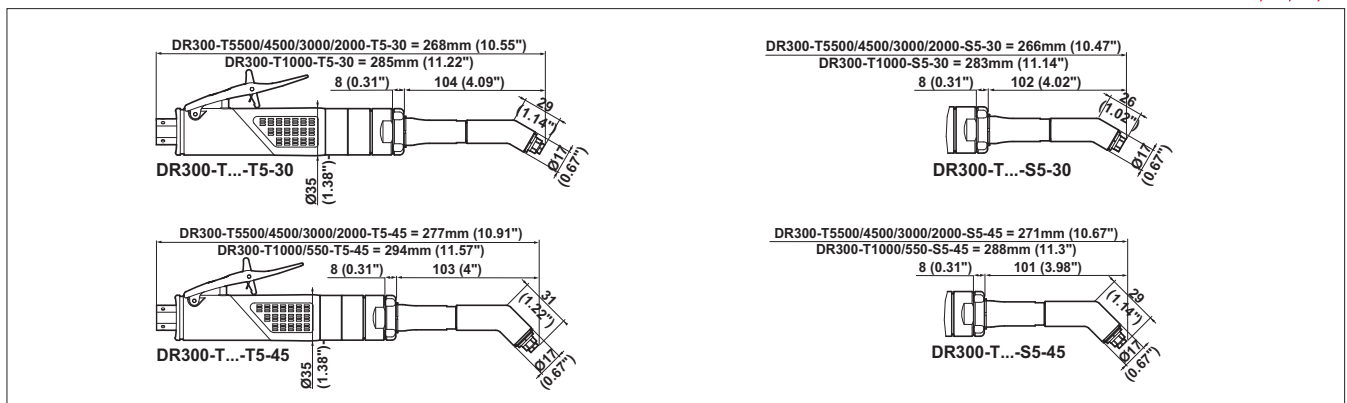 DR300-T5500/4500/3000/2000-T5-30 = 268mm (10.55")
DR300-T1000-T5-30 = 285mm (11.22")
8 (0.31")
104 (4.09")
29
(1.14")
Ø17
(0.67")
Ø35
(1.38")
DR300-T...-T5-30
DR300-T5500/4500/3000/2000-S5-30 = 266mm (10.47")
DR300-T1000-S5-30 = 283mm (11.14")
8 (0.31")
102 (4.02")
26
(1.02")
Ø17
(0.67")
DR300-T...-S5-30
DR300-T5500/4500/3000/2000-T5-45 = 277mm (10.91")
DR300-T1000/550-T5-45 = 294mm (11.57")
8 (0.31")
103 (4")
31
(1.22")
Ø17
(0.67")
Ø35
(1.38")
DR300-T...-T5-45
DR300-T5500/4500/3000/2000-S5-45 = 271mm (10.67")
DR300-T1000/550-S5-45 = 288mm (11.3")
8 (0.31")
101 (3.98")
29
(1.14")
Ø17
(0.67")
DR300-T...-S5-45